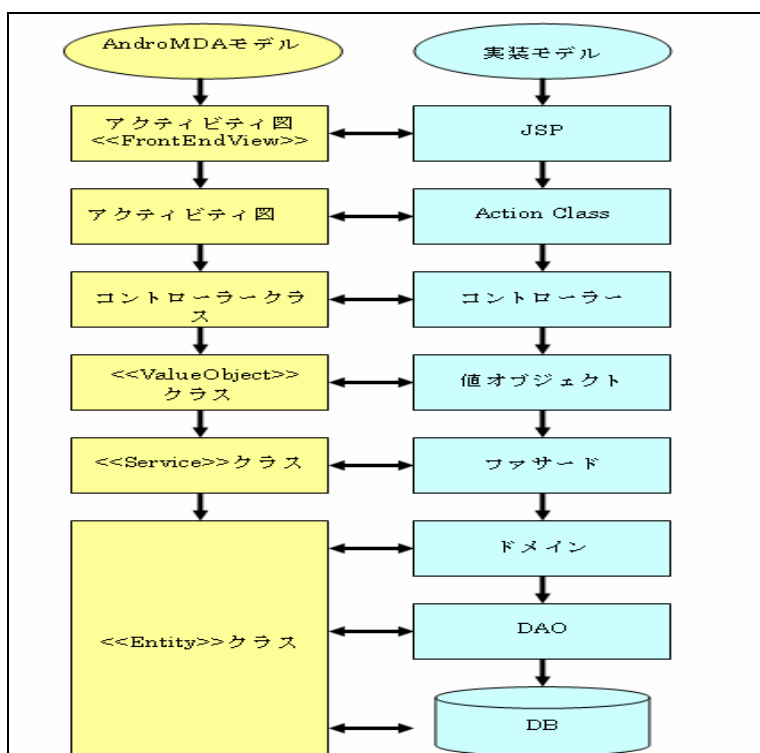 AndroMDAモデル
実装モデル
アクティビティ図
<<FrontEndView>>
JSP
アクティビティ図
Action Class
コントローラークラ
ス
コントローラー
<<ValueObject>>
クラス
値オブジェクト
<<Service>>クラス
ファサード
<<Entity>>クラス
ドメイン
DAO
DB